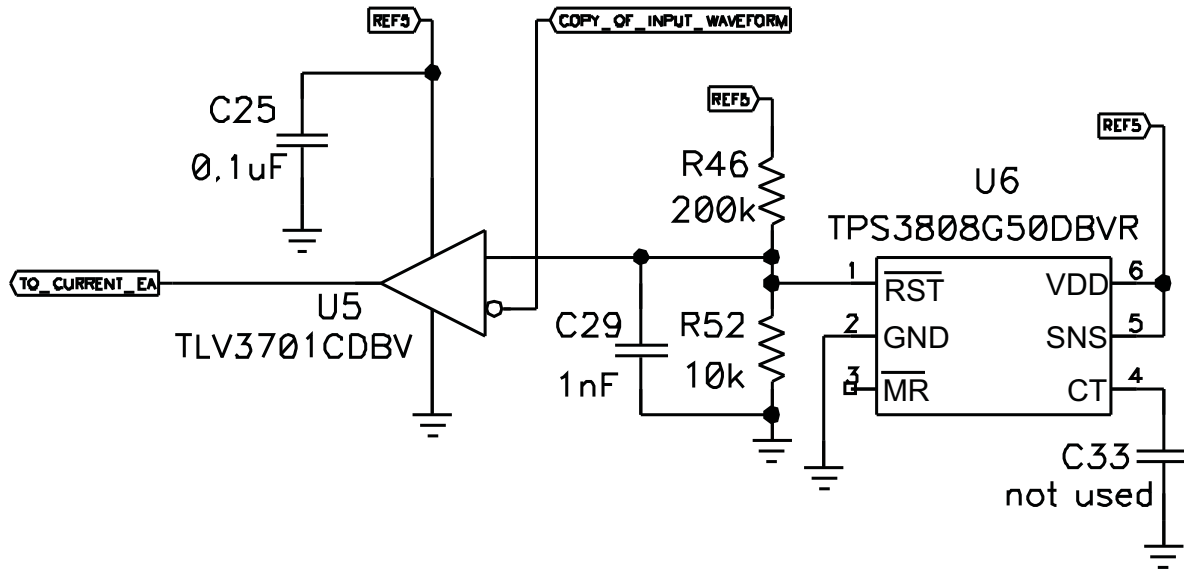 REF5
COPY_OF_INPUT_WAVEFORM
C25
0.1uF
REF5
R46
200k
REF5
U6
TPS3808G50DBVR
TO_CURRENT_EA
U5
TLV3701CDBV
C29
1nF
R52
10k
1
RST
VDD
6
2
GND
SNS
5
3
MR
CT
4
C33
not used